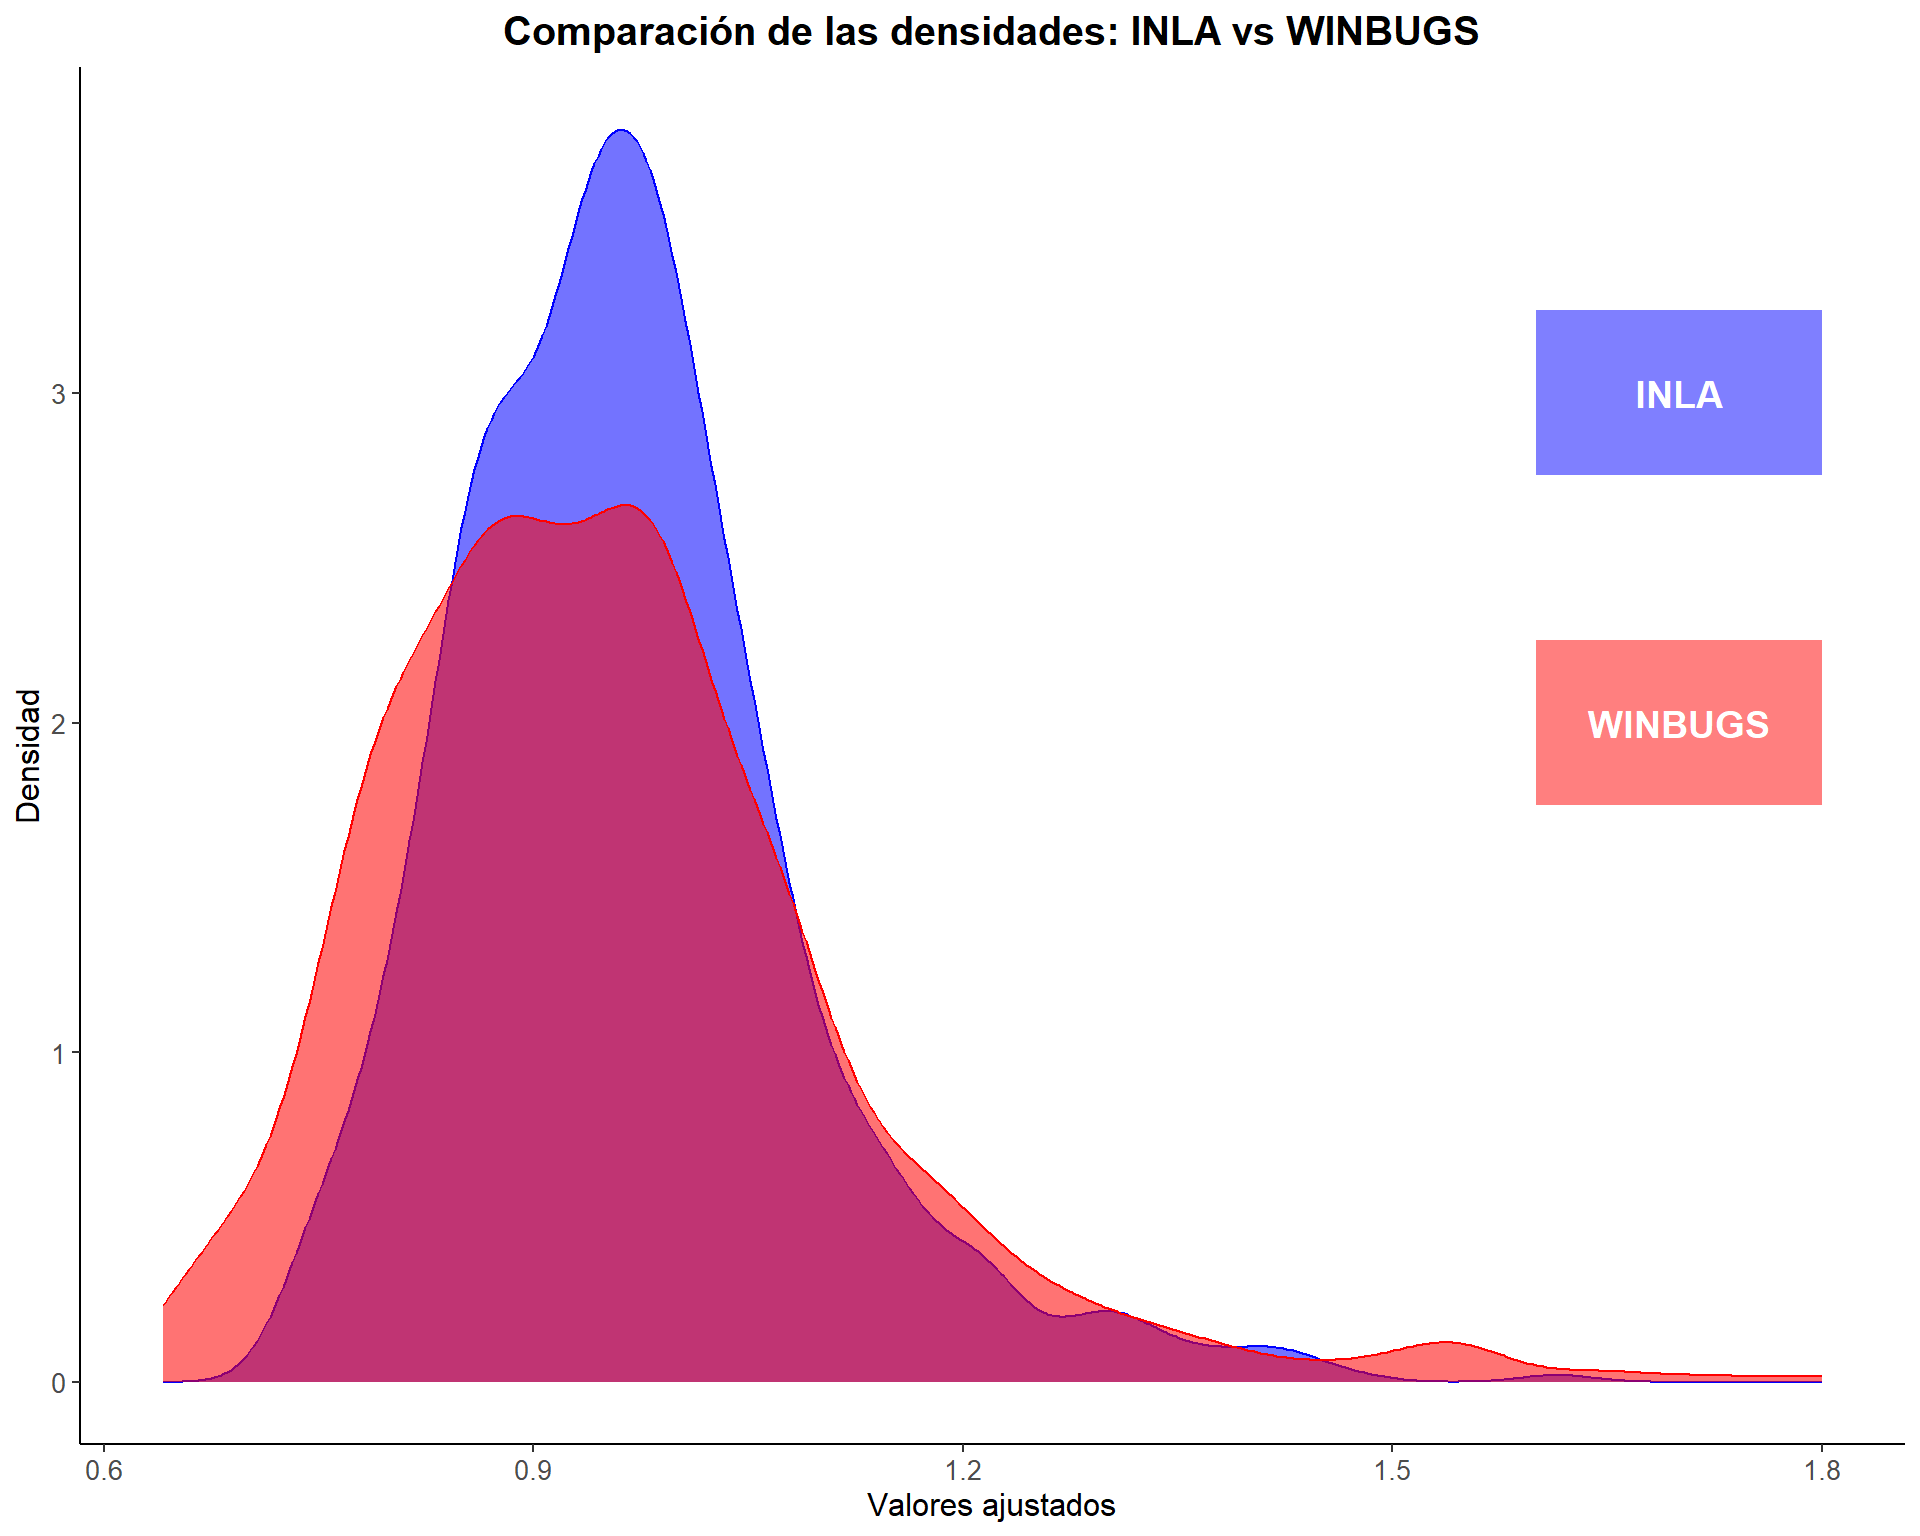 Comparación de las densidades: INLA vs WINBUGS
Densidad
3
2
1
0
INLA
WINBUGS
0.6 0.9 1.2 1.5 1.8
Valores ajustados